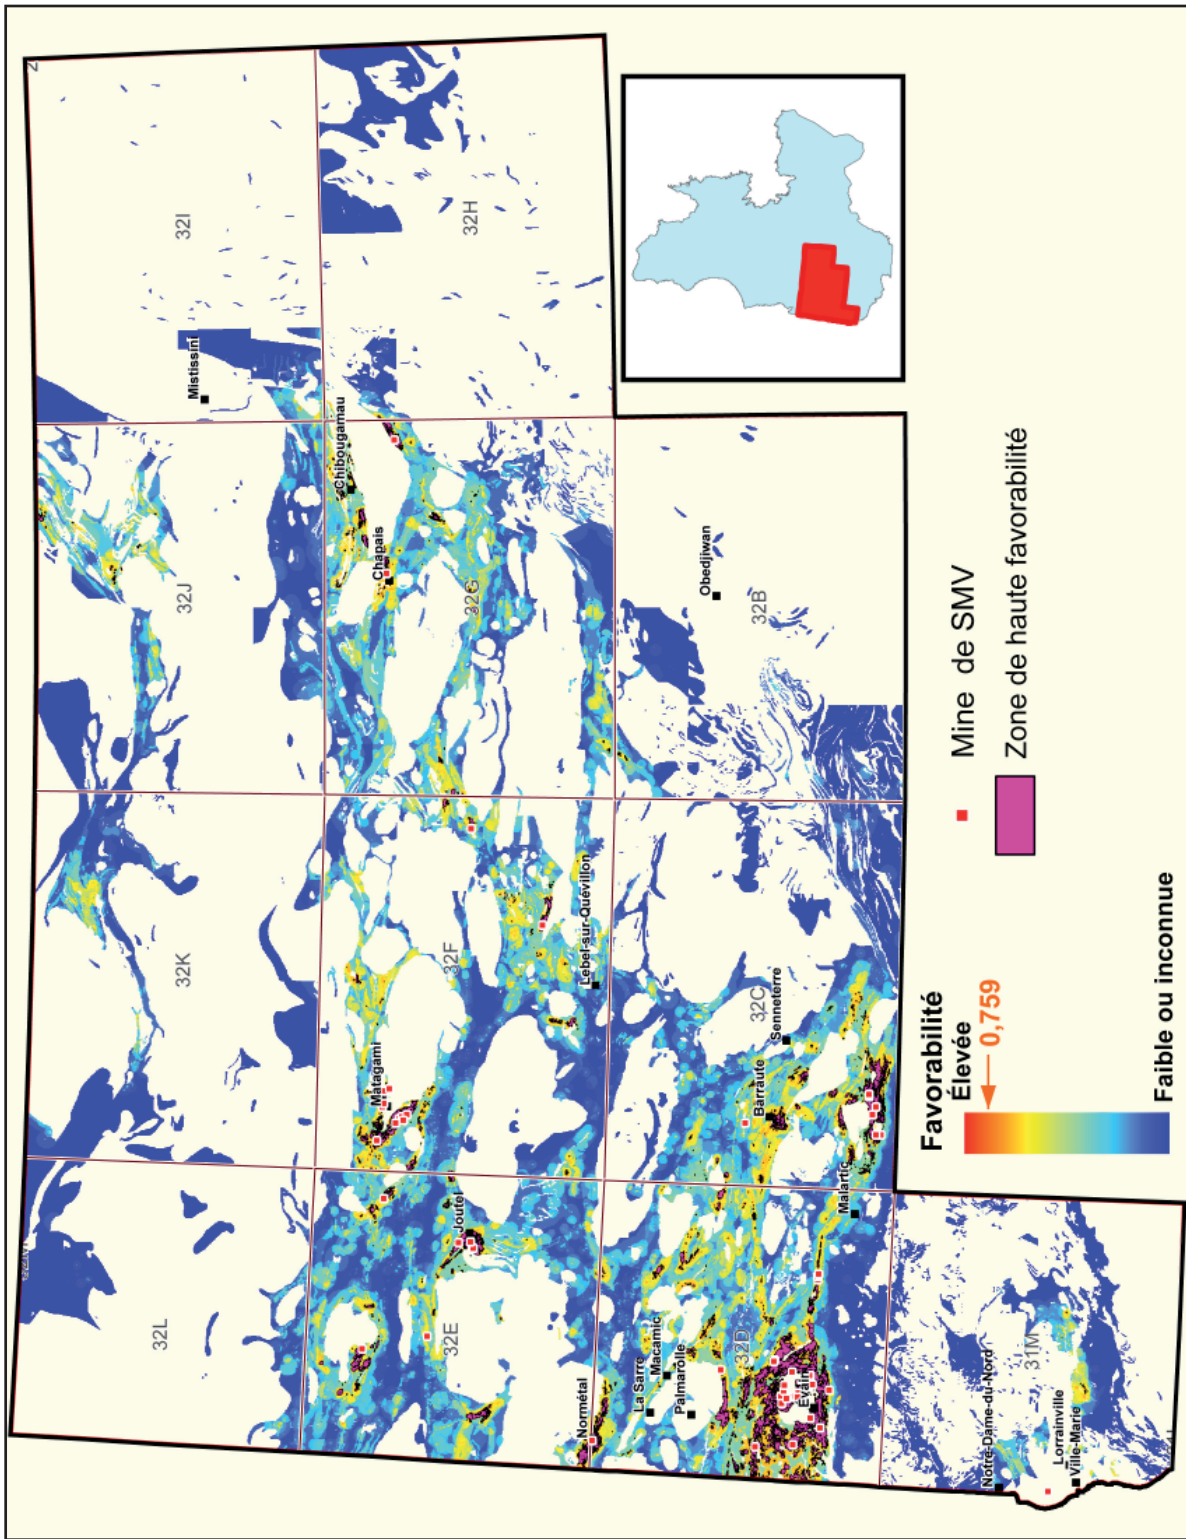 32I
32H
Mistissini
Chibougamau
Chapais
32J
32G
Obedjiwan
32B
32K
32F
Lebel-sur-Quévillon
32C
Senneterre
Matagami
Barraute
Malartic
32L
Joutel
32E
Normétal
La Sarre
Macamic
Palmarolle
32D
Évain
31M
Notre-Dame-du-Nord
Lorrainville
Ville-Marie
Favorabilité
Élevée
0,759
Faible ou inconnue
Mine de SMV
Zone de haute favorabilité